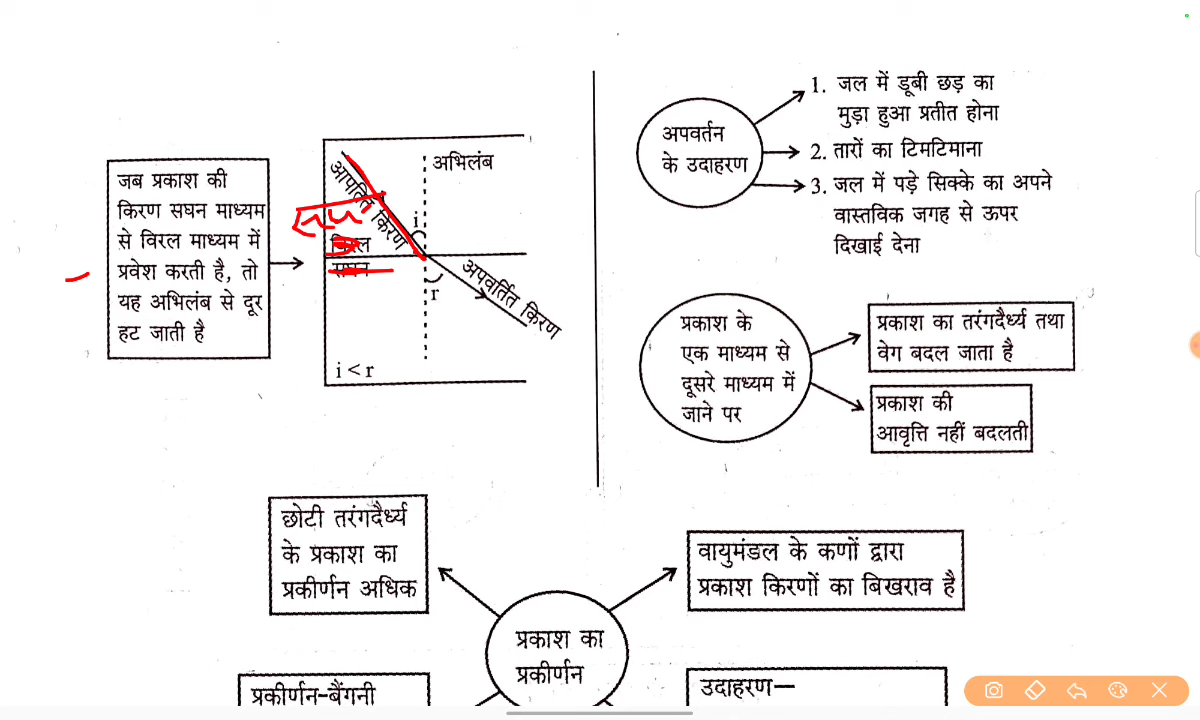 जब प्रकाश की
किरण सघन माध्यम
से विरल माध्यम में
प्रवेश करती है, तो
यह अभिलंब से दूर
हट जाती है
आपतित किरण
अभिलंब
i
विरल
सघन
r
अपवर्तित किरण
i < r
अपवर्तन
के उदाहरण
1. जल में डूबी छड़ का
मुड़ा हुआ प्रतीत होना
2. तारों का टिमटिमाना
3. जल में पड़े सिक्के का अपने
वास्तविक जगह से ऊपर
दिखाई देना
प्रकाश के
एक माध्यम से
दूसरे माध्यम में
जाने पर
प्रकाश का तरंगदैर्ध्य तथा
वेग बदल जाता है
प्रकाश की
आवृत्ति नहीं बदलती
छोटी तरंगदैर्ध्य
के प्रकाश का
प्रकीर्णन अधिक
वायुमंडल के कणों द्वारा
प्रकाश किरणों का बिखराव है
प्रकाश का
प्रकीर्णन
प्रकीर्णन-बैंगनी
उदाहरण—